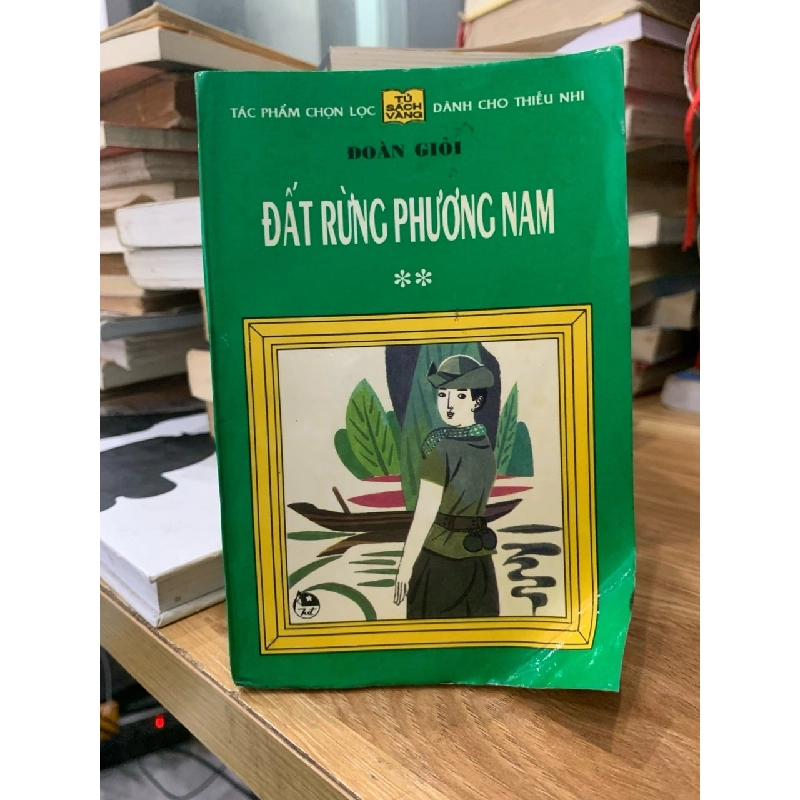 TÁC PHẨM CHỌN LỌC TỦ SÁCH VÀNG DÀNH CHO THIẾU NHI
ĐOÀN GIỎI
ĐẤT RỪNG PHƯƠNG NAM
**